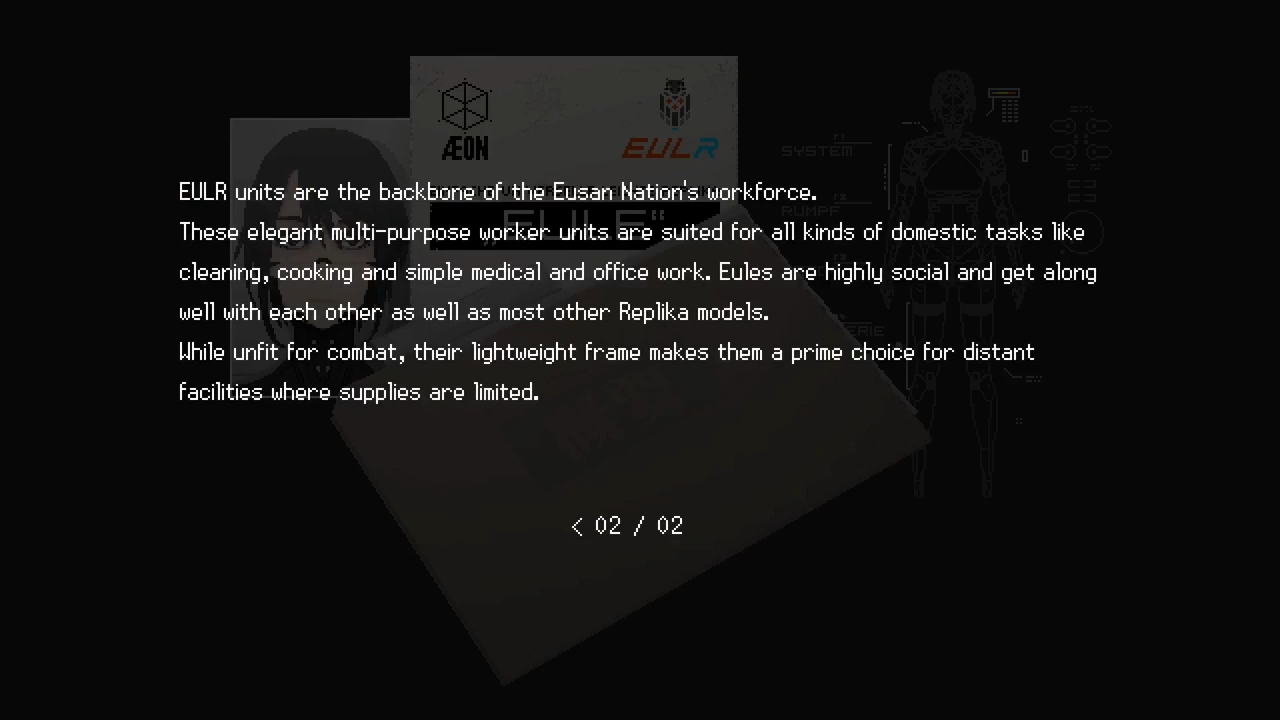 ÆON
EULR
EULR units are the backbone of the Eusan Nation's workforce.
„EULE“
SYSTEM
RUMPF
These elegant multi-purpose worker units are suited for all kinds of domestic tasks like
cleaning, cooking and simple medical and office work. Eules are highly social and get along
well with each other as well as most other Replika models.
While unfit for combat, their lightweight frame makes them a prime choice for distant
facilities where supplies are limited.
< 02 / 02